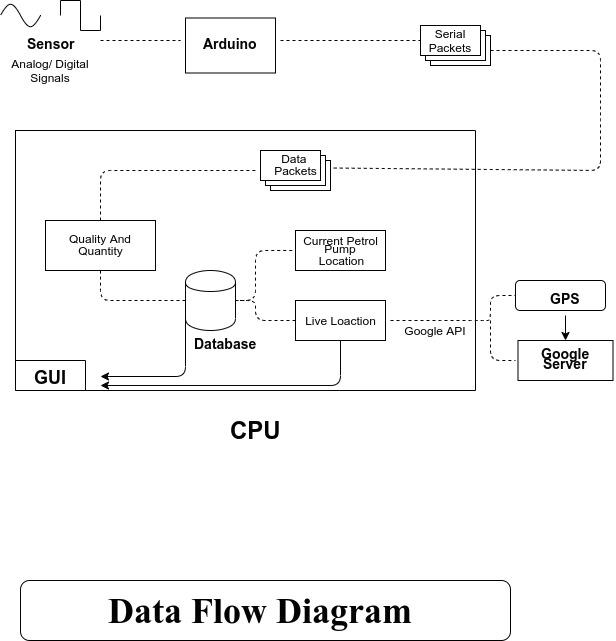 Sensor
Analog/ Digital
Signals
Arduino
Serial
Packets
Data
Packets
Quality And
Quantity
Current Petrol
Pump
Location
Live Loaction
Google API
GPS
Google
Server
Database
GUI
CPU
Data Flow Diagram